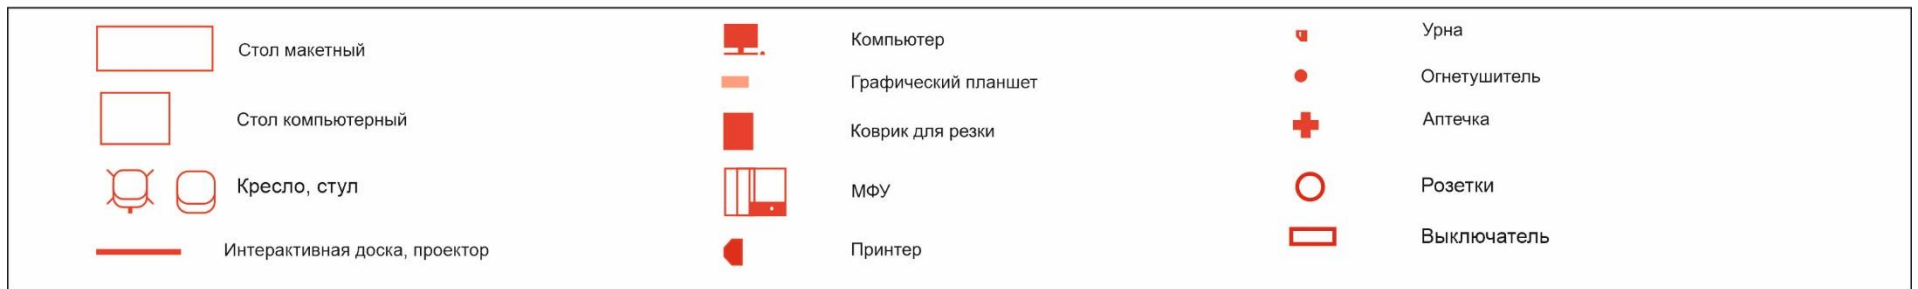 Стол макетный
Стол компьютерный
Кресло, стул
Интерактивная доска, проектор
Компьютер
Графический планшет
Коврик для резки
МФУ
Принтер
Урна
Огнетушитель
Аптечка
Розетки
Выключатель